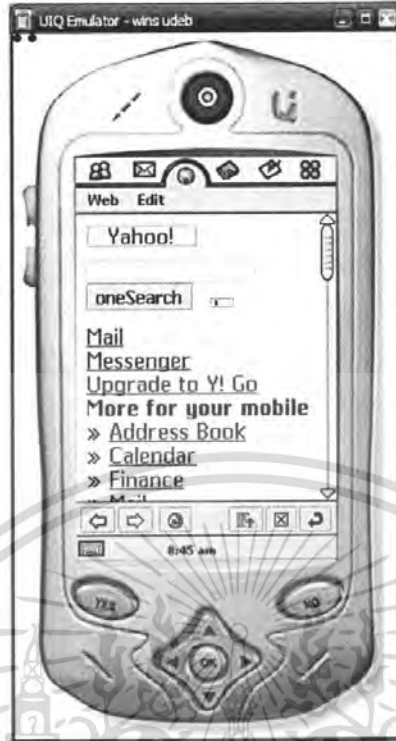 UIQ Emulator - wins udeb
Web Edit
Yahoo!
oneSearch
Mail
Messenger
Upgrade to Y! Go
More for your mobile
» Address Book
» Calendar
» Finance
» Mail
8:45 am
YES
NO
OK